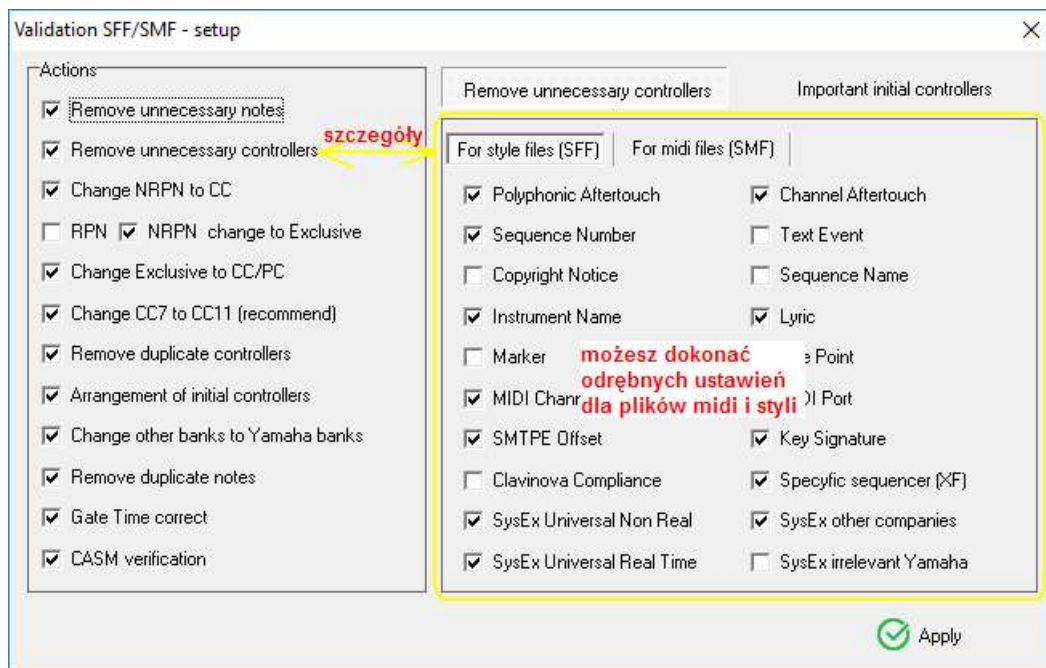 Validation SFF/SMF - setup
Actions
Remove unnecessary notes
Remove unnecessary controllers
Change NRPN to CC
RPN NRPN change to Exclusive
Change Exclusive to CC/PC
Change CC7 to CC11 (recommend)
Remove duplicate controllers
Arrangement of initial controllers
Change other banks to Yamaha banks
Remove duplicate notes
Gate Time correct
CASM verification
szczegóły
Remove unnecessary controllers
Important initial controllers
For style files (SFF)
For midi files (SMF)
Polyphonic Aftertouch
Channel Aftertouch
Sequence Number
Text Event
Copyright Notice
Sequence Name
Instrument Name
Lyric
Marker
Point
MIDI
Port
możesz dokonać
odrębnych ustawień
dla plików midi i styli
SMTPE Offset
Key Signature
Clavinova Compliance
Specyfic sequencer (XF)
SysEx Universal Non Real
SysEx other companies
SysEx Universal Real Time
SysEx irrelevant Yamaha
Apply